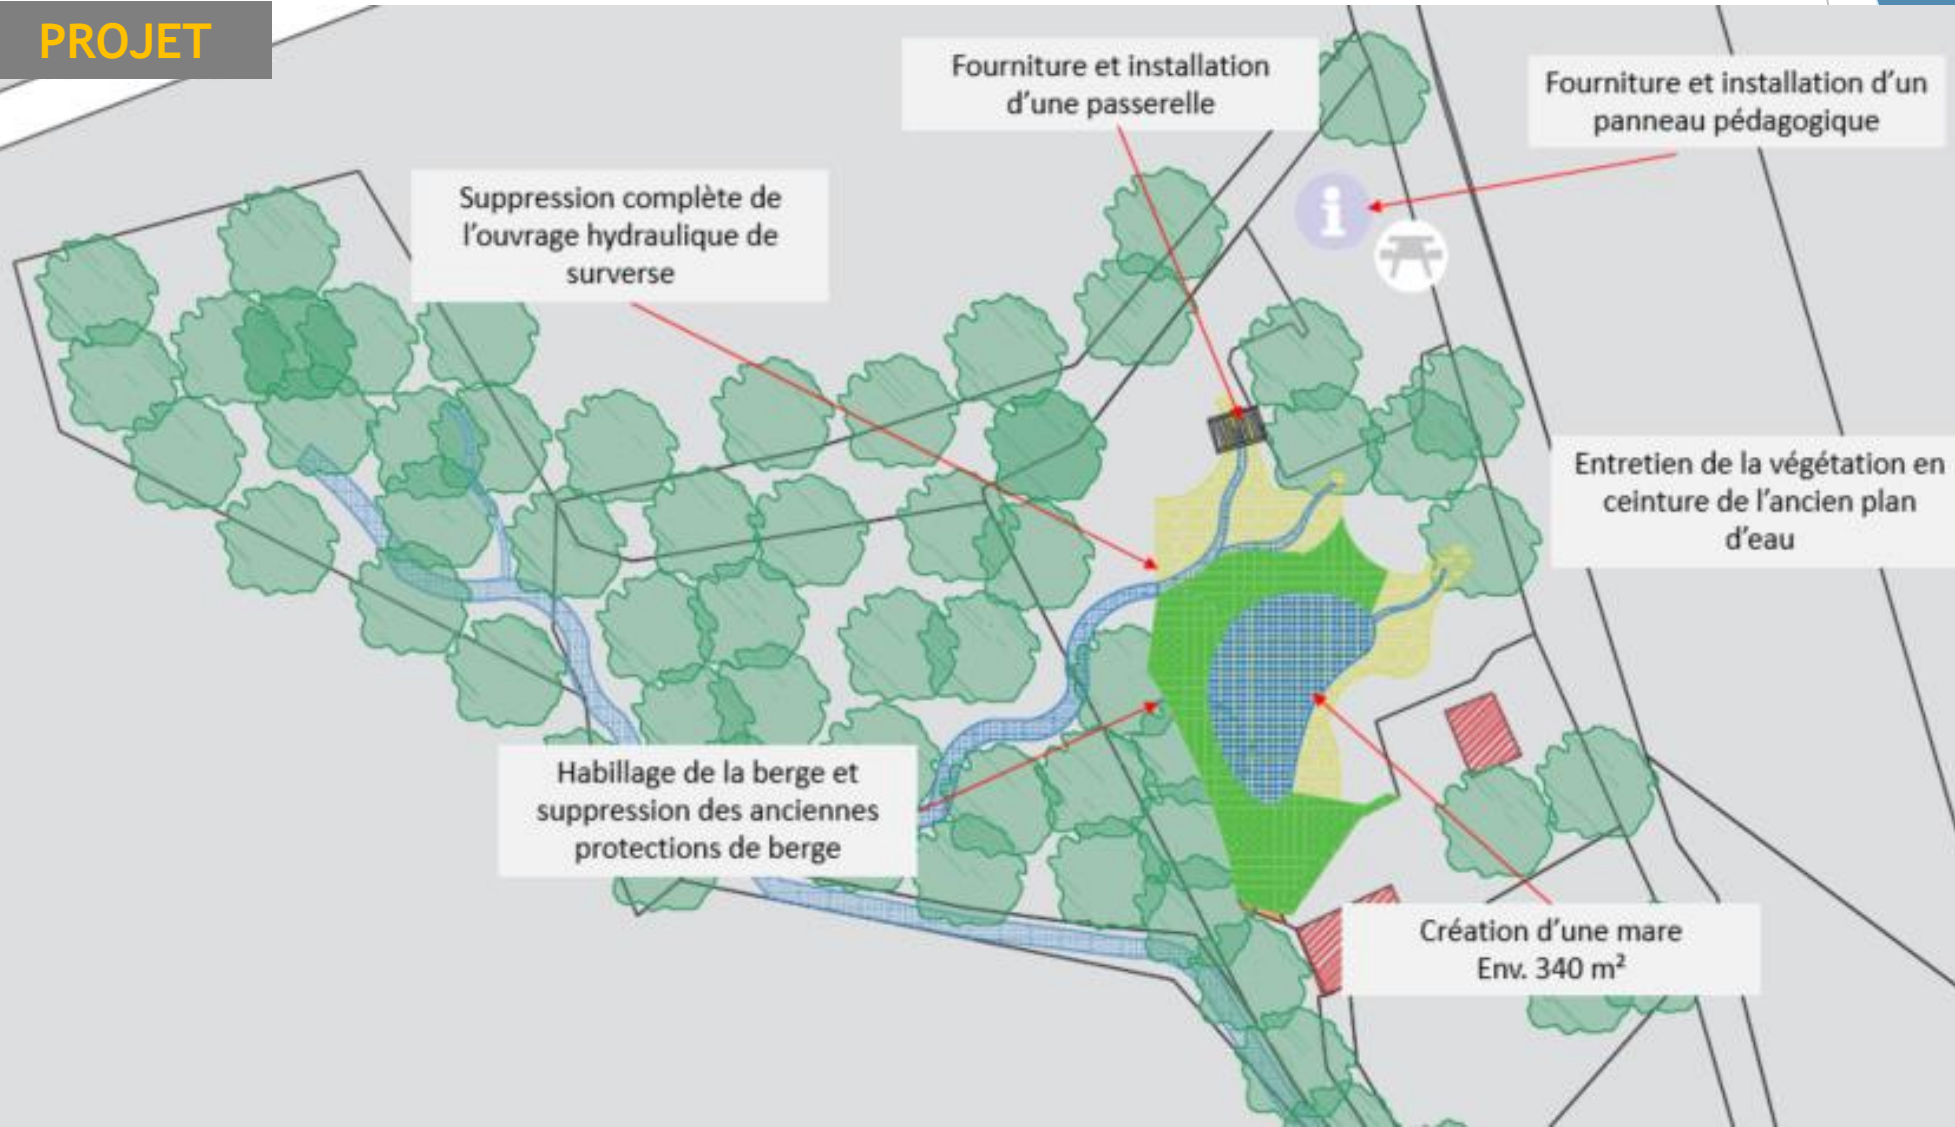 PROJET
Fourniture et installation
d'une passerelle
Fourniture et installation d'un
panneau pédagogique
Suppression complète de
l'ouvrage hydraulique de
surverse
Entretien de la végétation en
ceinture de l'ancien plan
d'eau
Habillage de la berge et
suppression des anciennes
protections de berge
Création d'une mare
Env. 340 m²